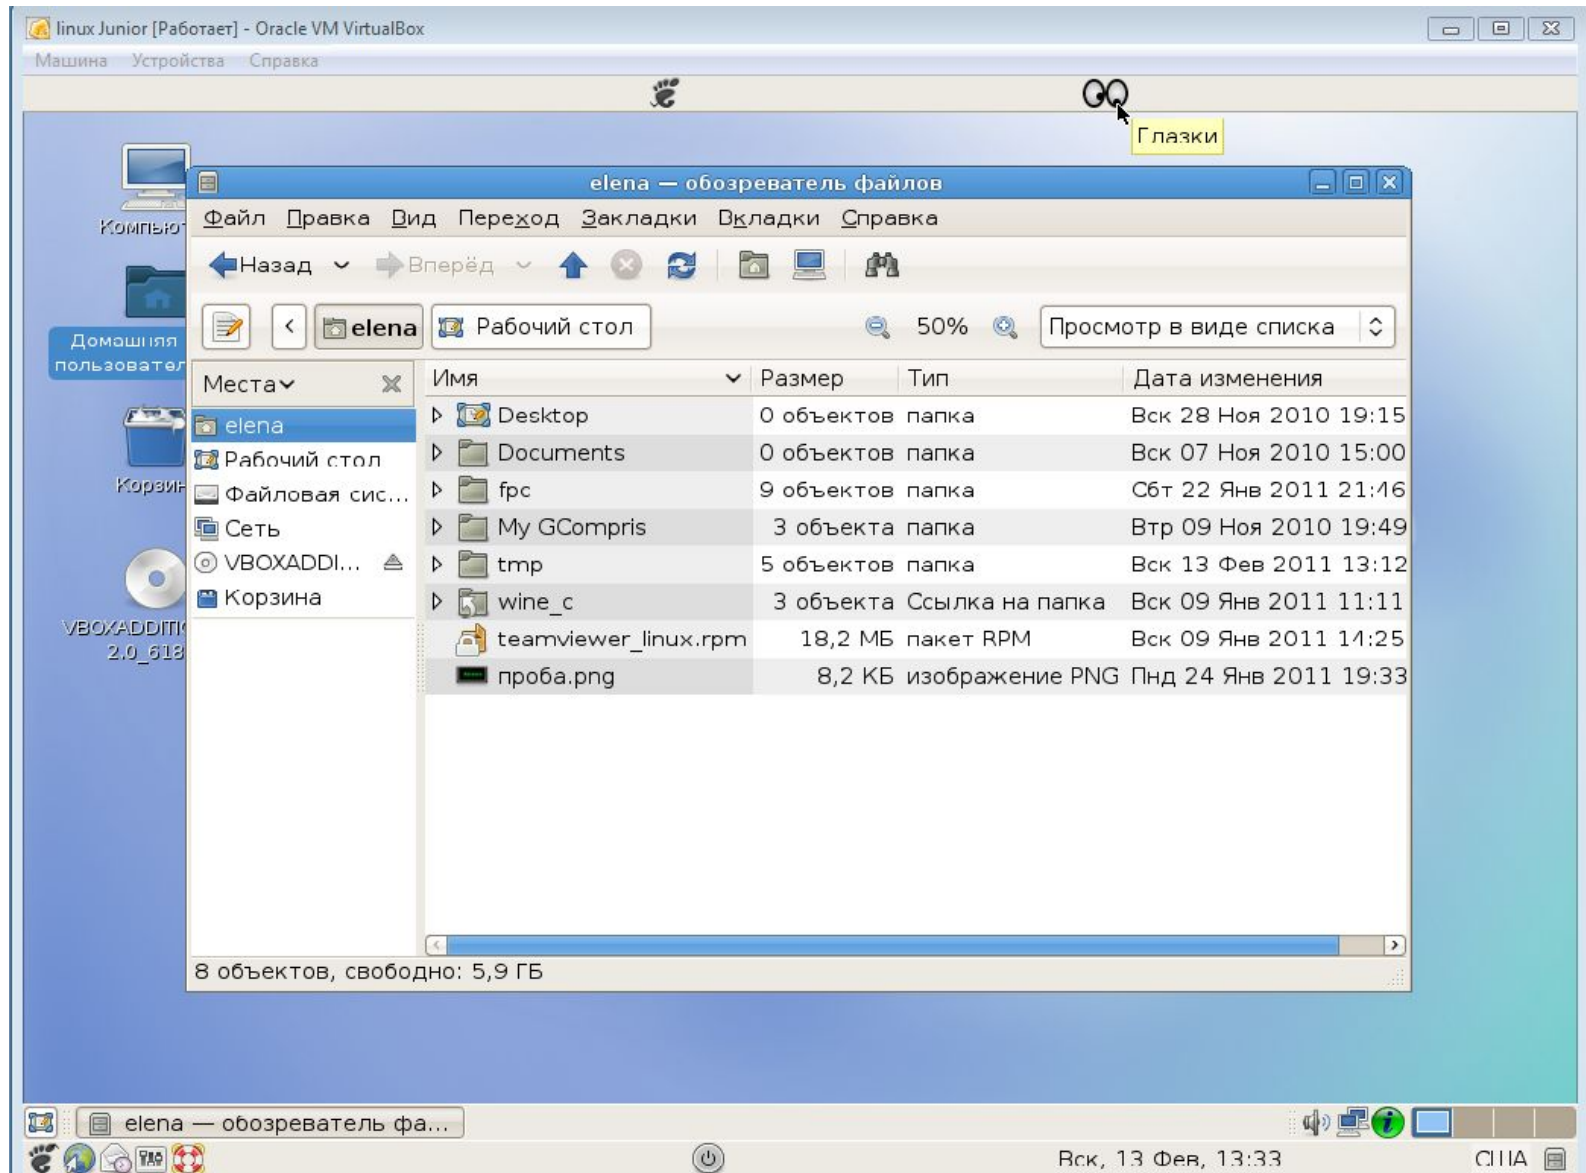 linux Junior [Работает] - Oracle VM VirtualBox
Машина Устройства Справка
Глазки
elena — обозреватель файлов
Файл Правка Вид Переход Закладки Вкладки Справка
Назад Вперёд
elena Рабочий стол 50% Просмотр в виде списка
Места
Имя Размер Тип Дата изменения
elena
Рабочий стол
Файловая сис...
Сеть
VBOXADDI...
Корзина
Desktop 0 объектов папка Вск 28 Ноя 2010 19:15
Documents 0 объектов папка Вск 07 Ноя 2010 15:00
fpc 9 объектов папка Сбт 22 Янв 2011 21:46
My GCompris 3 объекта папка Втр 09 Ноя 2010 19:49
tmp 5 объектов папка Вск 13 Фев 2011 13:12
wine_c 3 объекта Ссылка на папка Вск 09 Янв 2011 11:11
teamviewer_linux.rpm 18,2 МБ пакет RPM Вск 09 Янв 2011 14:25
проба.png 8,2 КБ изображение PNG Пнд 24 Янв 2011 19:33
8 объектов, свободно: 5,9 ГБ
Компью
Домашняя
пользовател
Корзин
VBOXADDITI
2.0_618
elena — обозреватель фа...
Вск, 13 Фев, 13:33
США